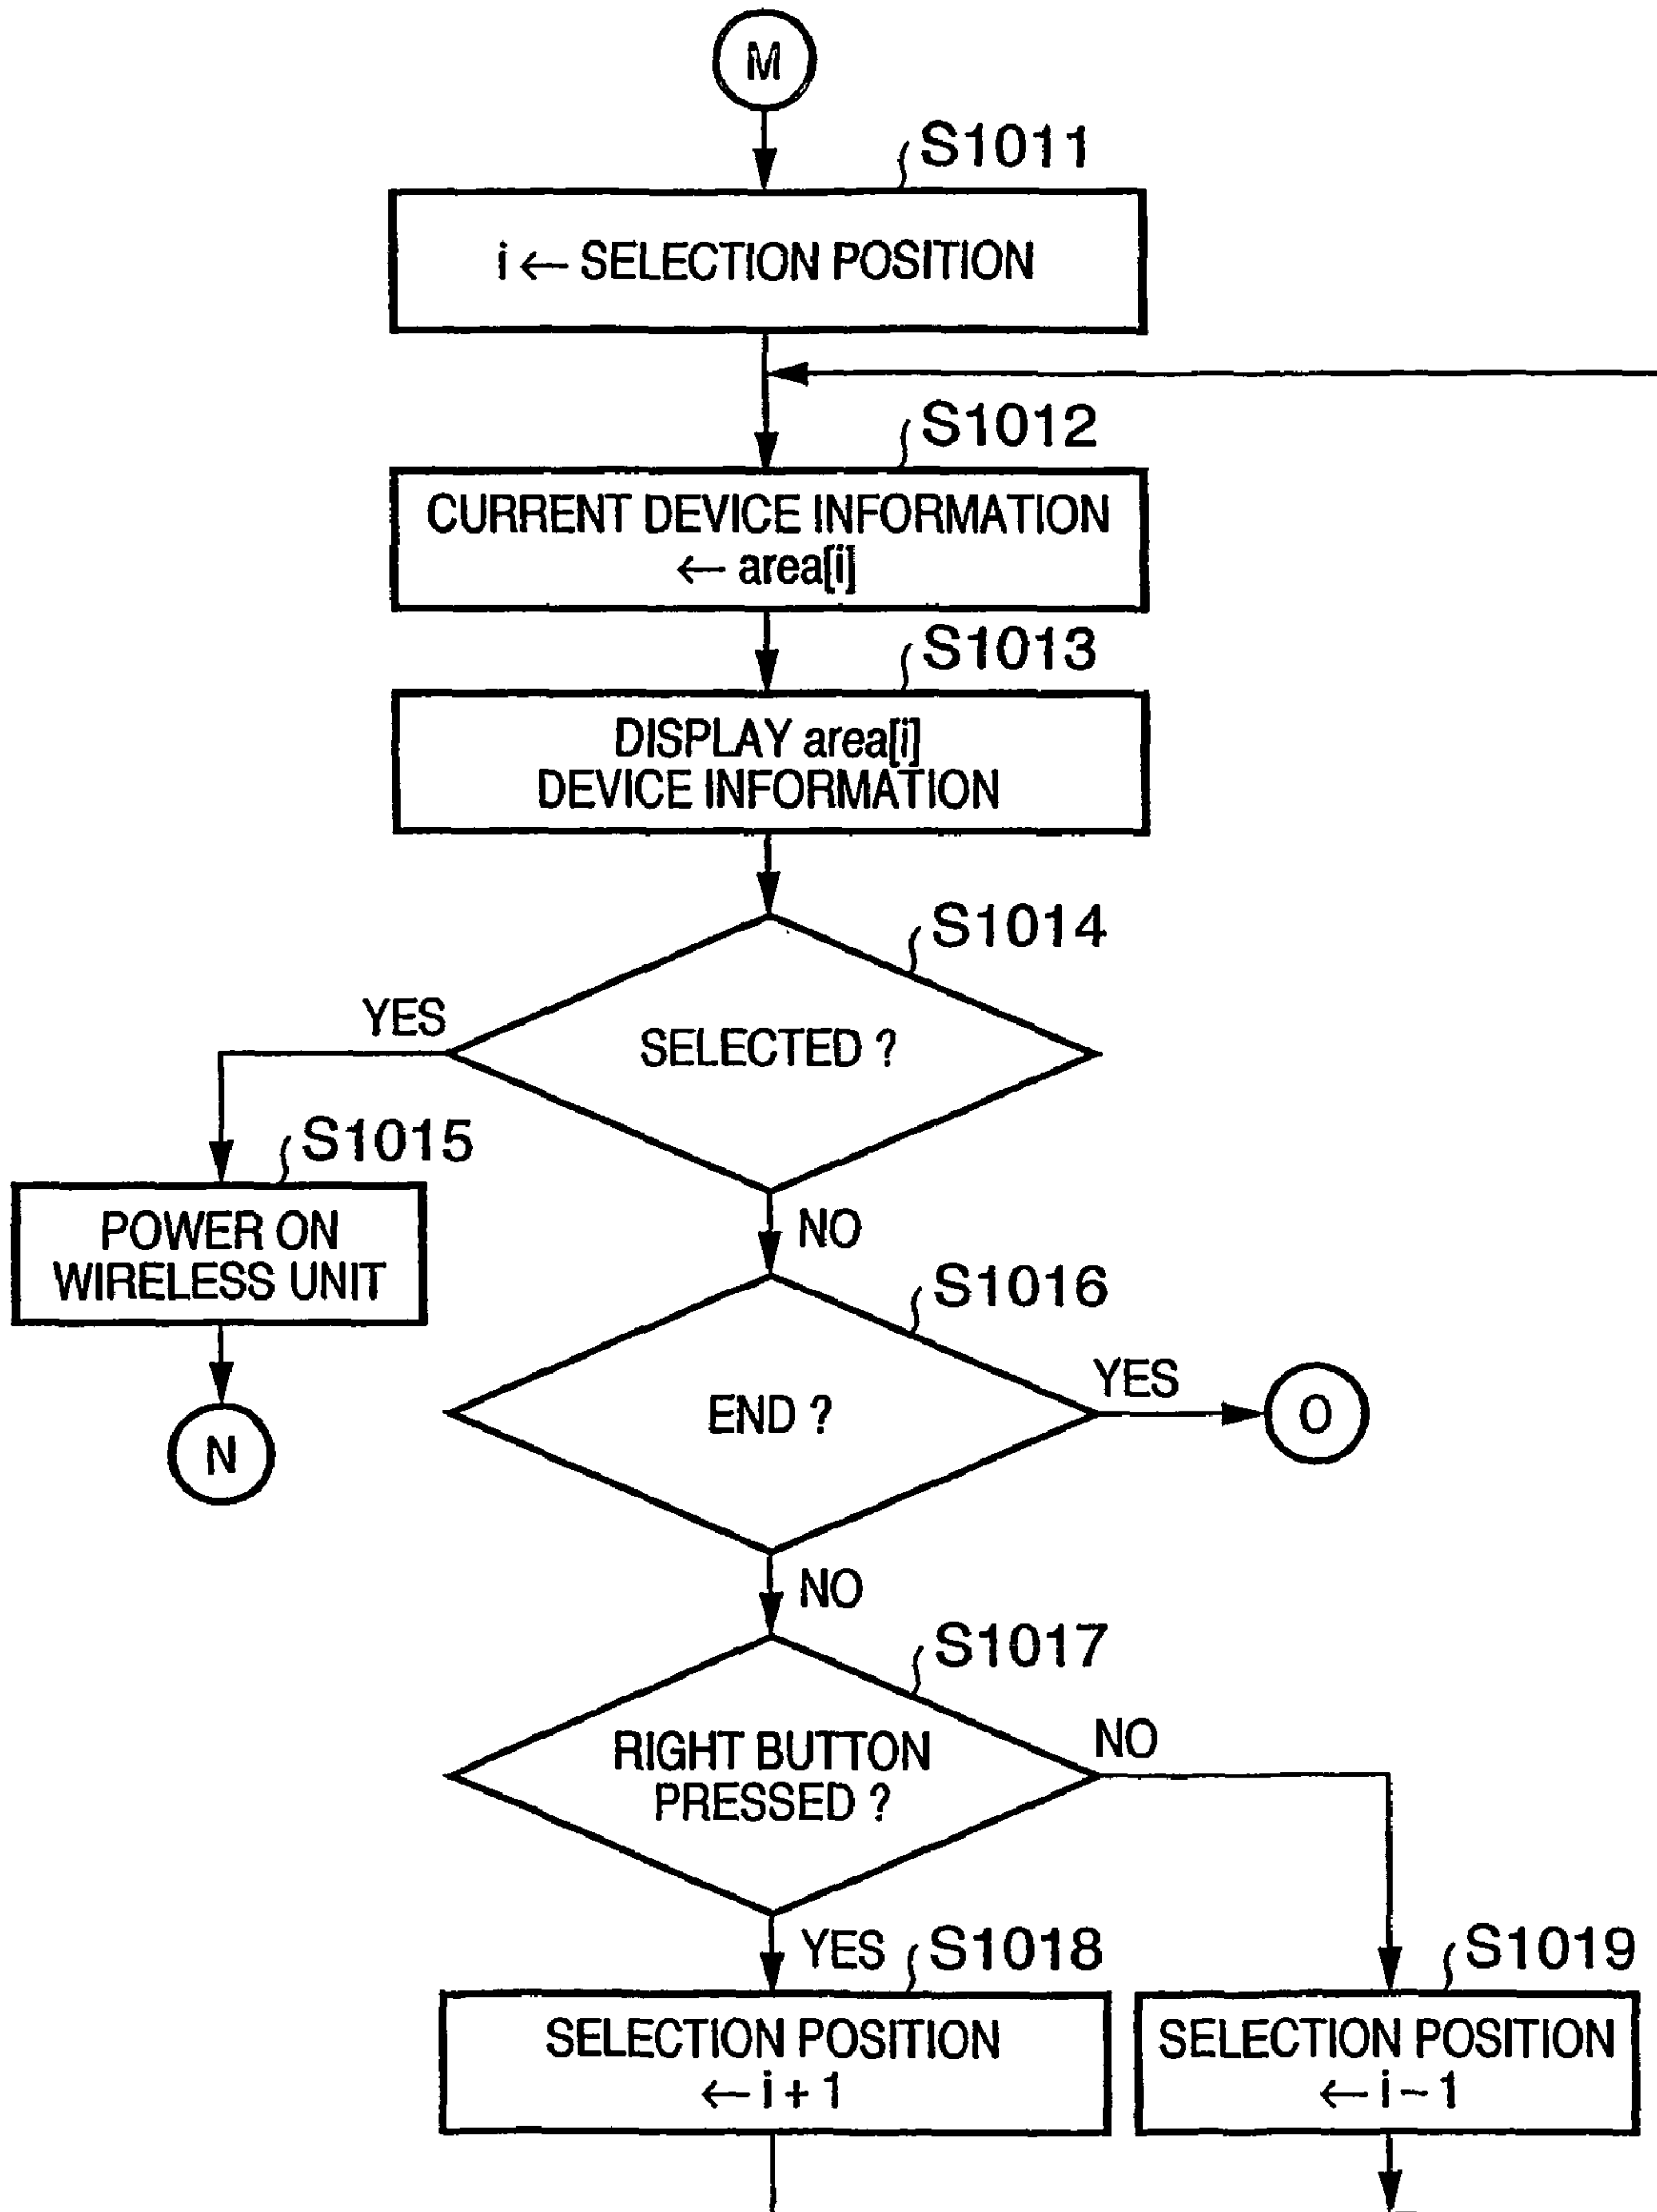 M
S1011
i ← SELECTION POSITION
S1012
CURRENT DEVICE INFORMATION
← area[i]
S1013
DISPLAY area[i]
DEVICE INFORMATION
S1014
SELECTED ?
YES
NO
S1015
POWER ON
WIRELESS UNIT
N
S1016
END ?
YES
O
NO
S1017
RIGHT BUTTON
PRESSED ?
NO
YES
S1018
SELECTION POSITION
← i + 1
S1019
SELECTION POSITION
← i – 1